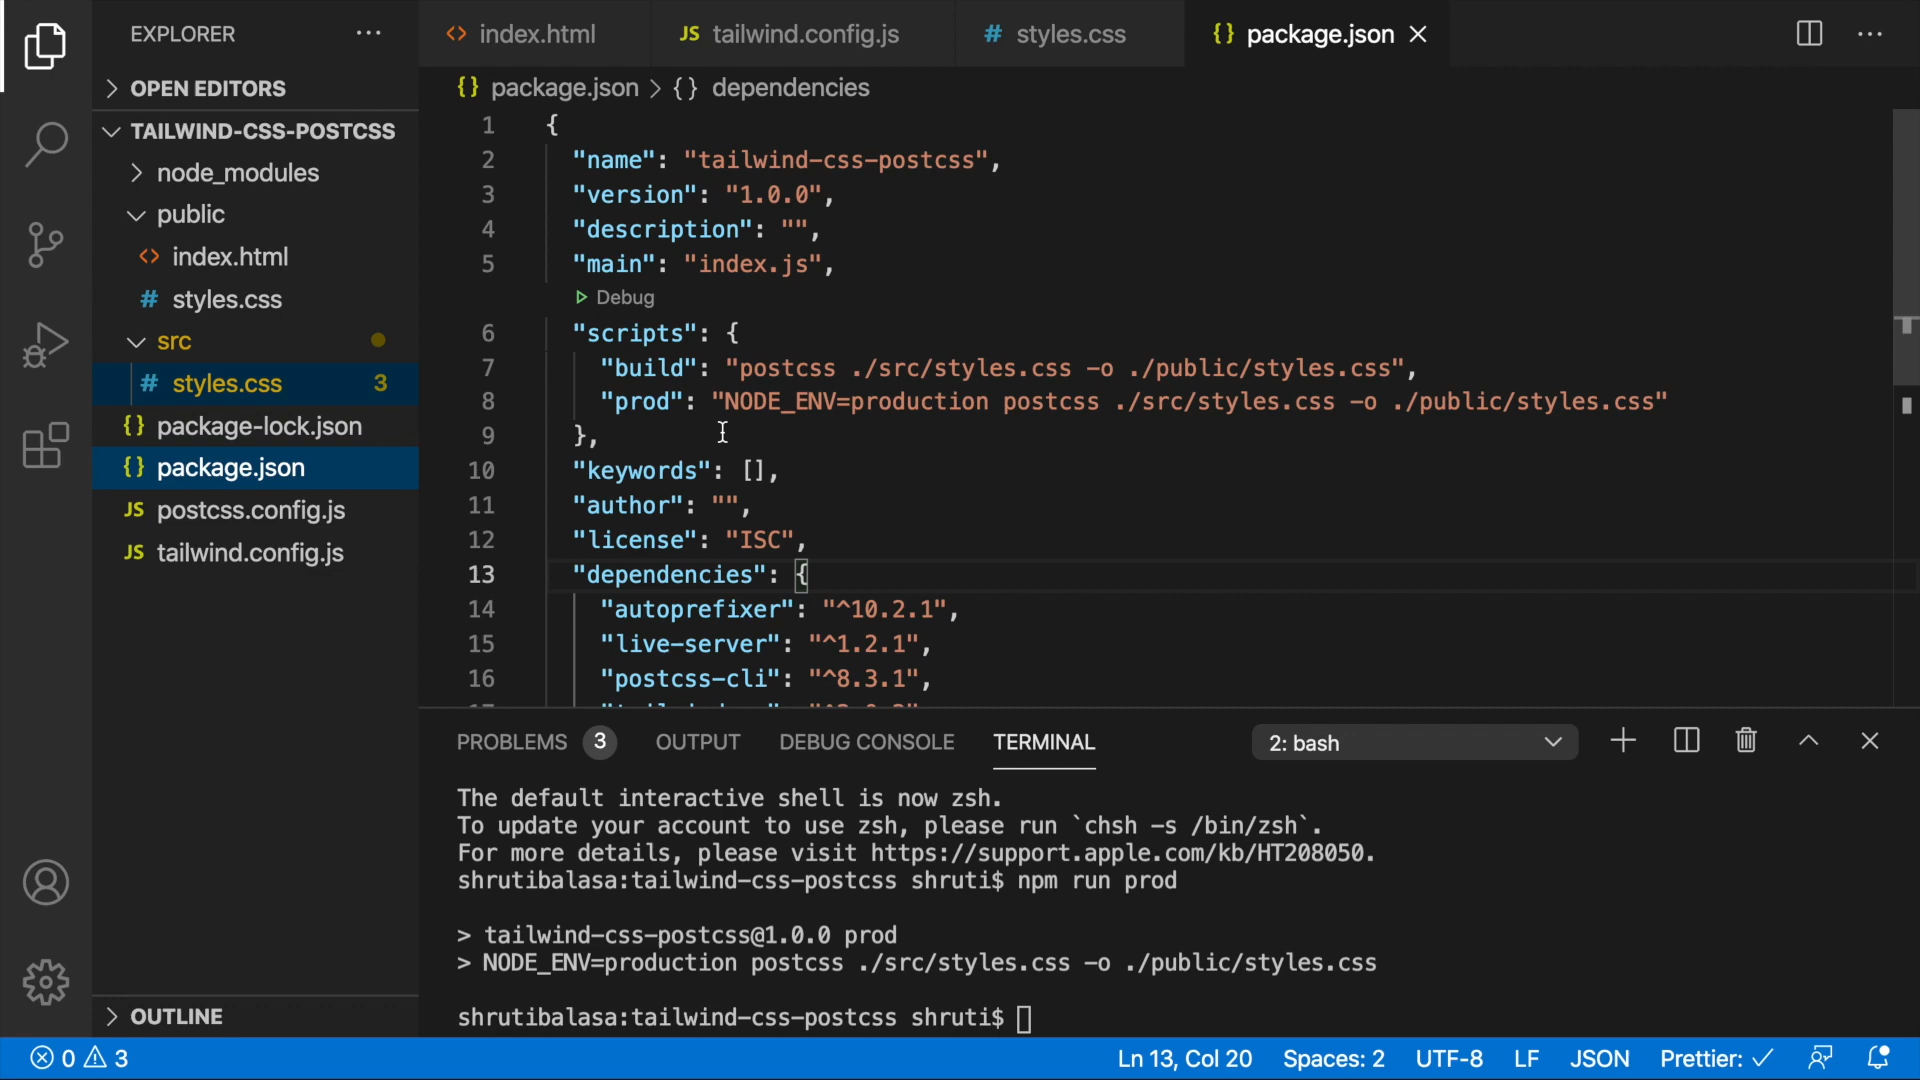 EXPLORER
index.html
JS tailwind.config.js
# styles.css
{} package.json
OPEN EDITORS
{} package.json > {} dependencies
TAILWIND-CSS-POSTCSS
node_modules
public
index.html
# styles.css
src
# styles.css 3
{} package-lock.json
{} package.json
JS postcss.config.js
JS tailwind.config.js
OUTLINE
1 {
2 "name": "tailwind-css-postcss",
3 "version": "1.0.0",
4 "description": "",
5 "main": "index.js",
Debug
6 "scripts": {
7 "build": "postcss ./src/styles.css -o ./public/styles.css",
8 "prod": "NODE_ENV=production postcss ./src/styles.css -o ./public/styles.css"
9 },
10 "keywords": [],
11 "author": "",
12 "license": "ISC",
13 "dependencies": {
14 "autoprefixer": "^10.2.1",
15 "live-server": "^1.2.1",
16 "postcss-cli": "^8.3.1",
PROBLEMS 3 OUTPUT DEBUG CONSOLE TERMINAL 2: bash
The default interactive shell is now zsh.
To update your account to use zsh, please run `chsh -s /bin/zsh`.
For more details, please visit https://support.apple.com/kb/HT208050.
shrutibalasa:tailwind-css-postcss shruti$ npm run prod
> tailwind-css-postcss@1.0.0 prod
> NODE_ENV=production postcss ./src/styles.css -o ./public/styles.css
shrutibalasa:tailwind-css-postcss shruti$
0 3 Ln 13, Col 20 Spaces: 2 UTF-8 LF JSON Prettier: ✓